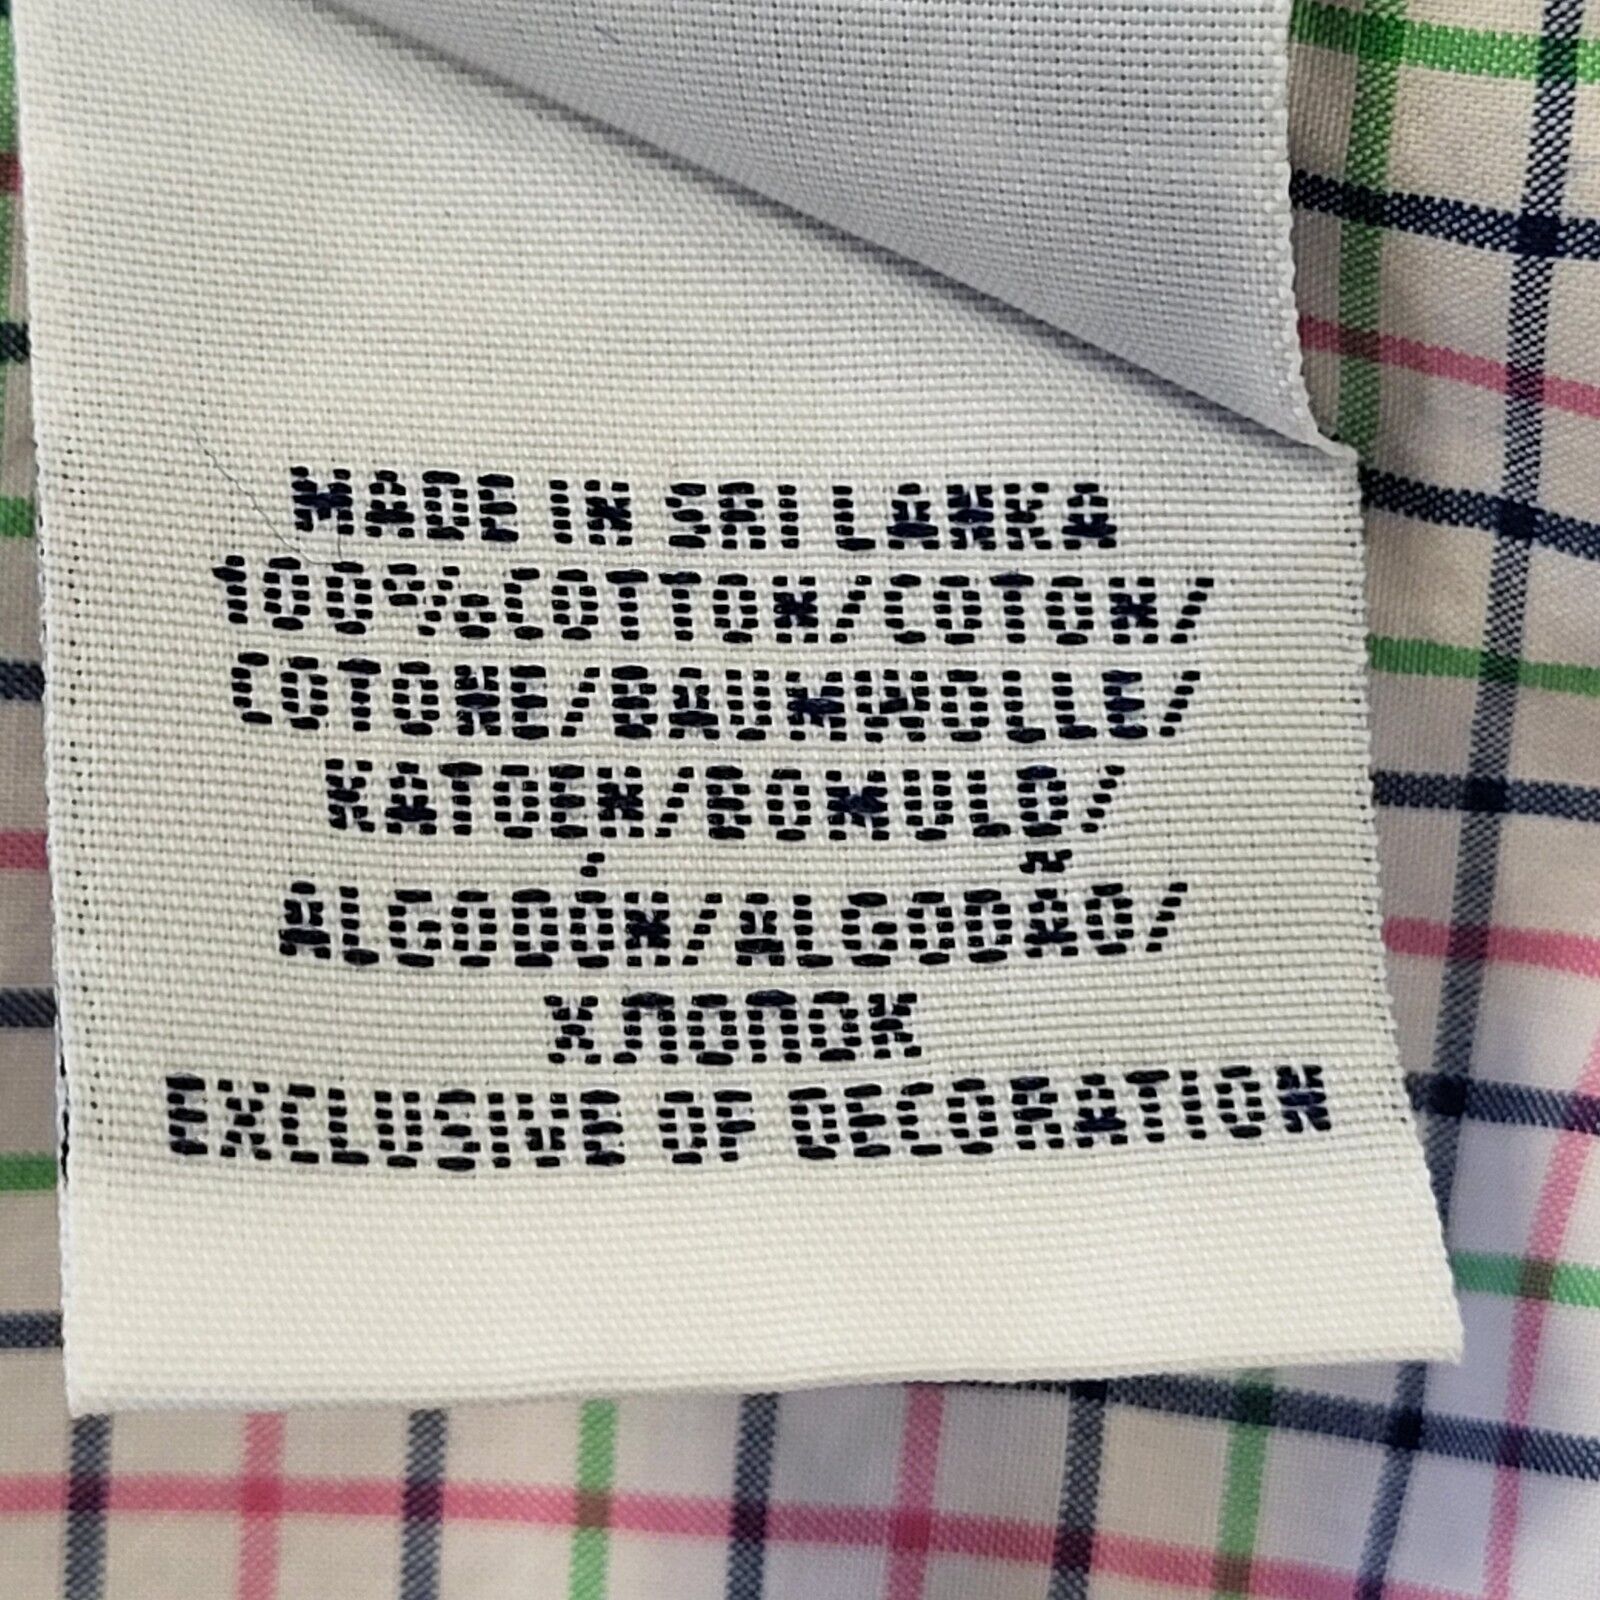 MADE IN SRI LANKA
100%COTTON/COTON/
COTONE/BAUMWOLLE/
KATOEN/BOMULD/
ALGODÓN/ALGODÃO/
ХЛОПОК
EXCLUSIVE OF DECORATION